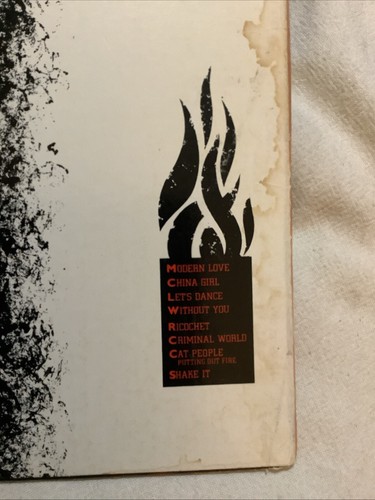 MODERN LOVE
CHINA GIRL
LET'S DANCE
WITHOUT YOU
RICOCHET
CRIMINAL WORLD
CAT PEOPLE
PUTTING OUT FIRE
SHAKE IT